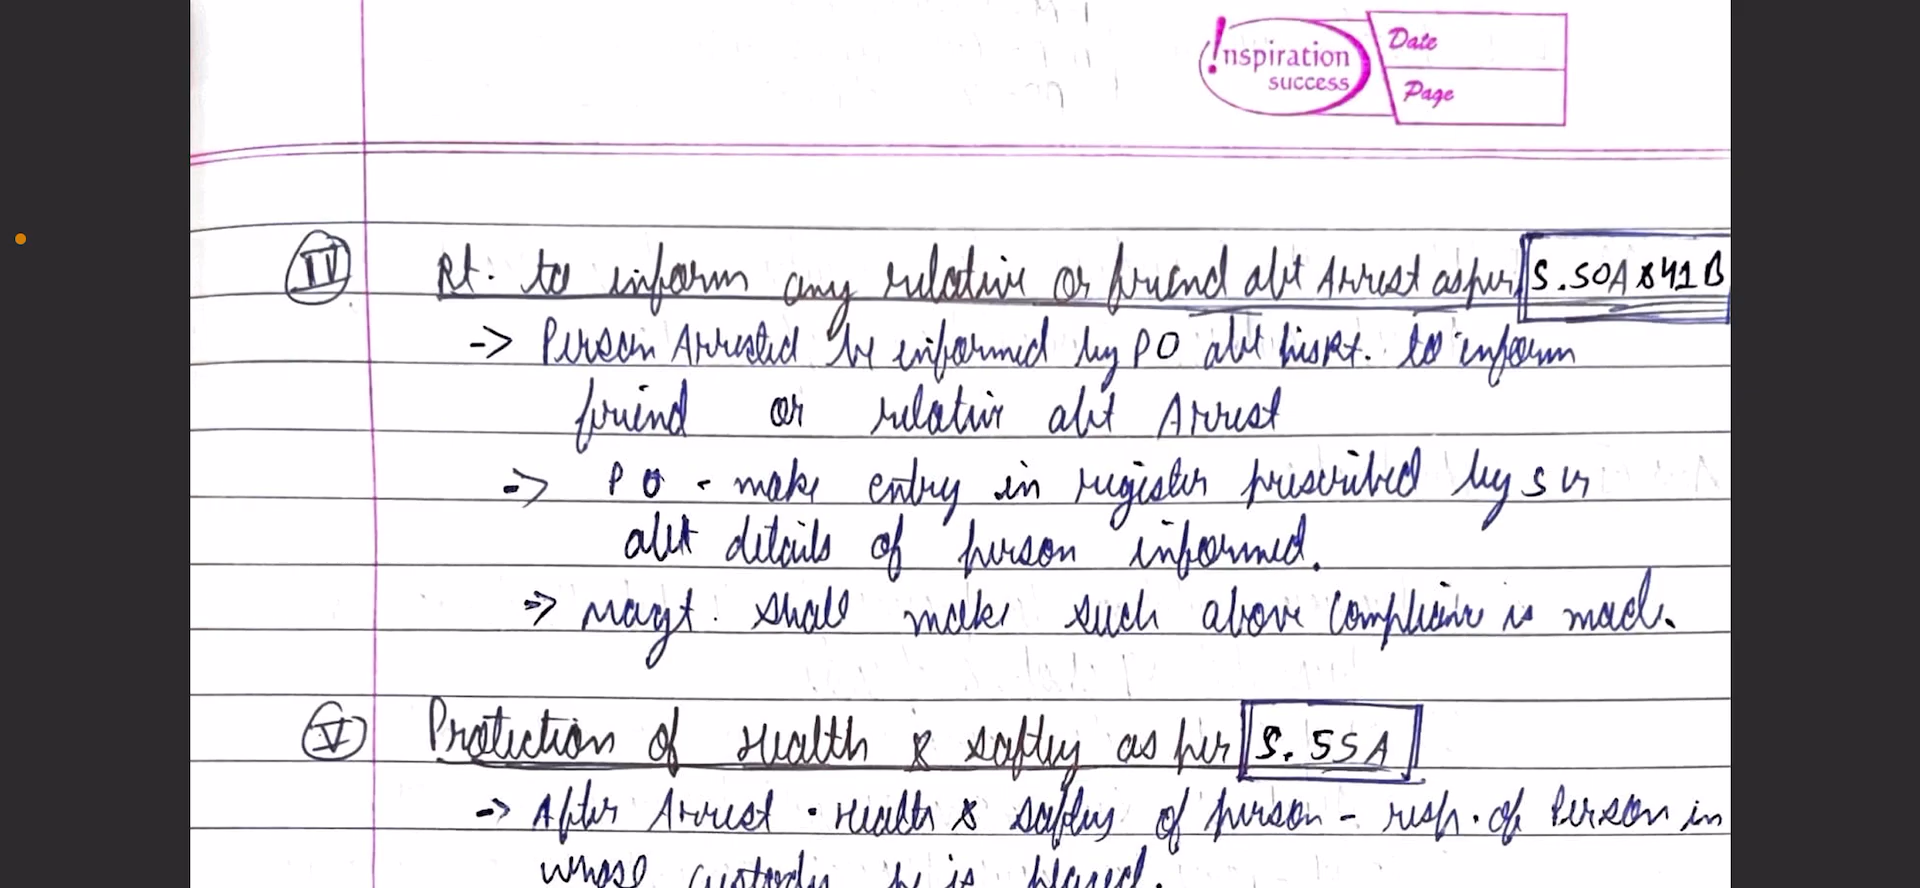 Inspiration
success
Date
Page
IV Rt. to inform any relative or friend abt Arrest as per S.50A & 41B
-> Person Arrested be informed by PO abt his Rt. to inform
friend or relative abt Arrest
-> PO - make entry in register prescribed by
abt details of person informed.
-> Magt. shall make such above compliance is made.
V Protection of Health & safty as per S. 55A
-> After Arrest - Health & safty of person - resp. of Person in
whose custody he is placed.